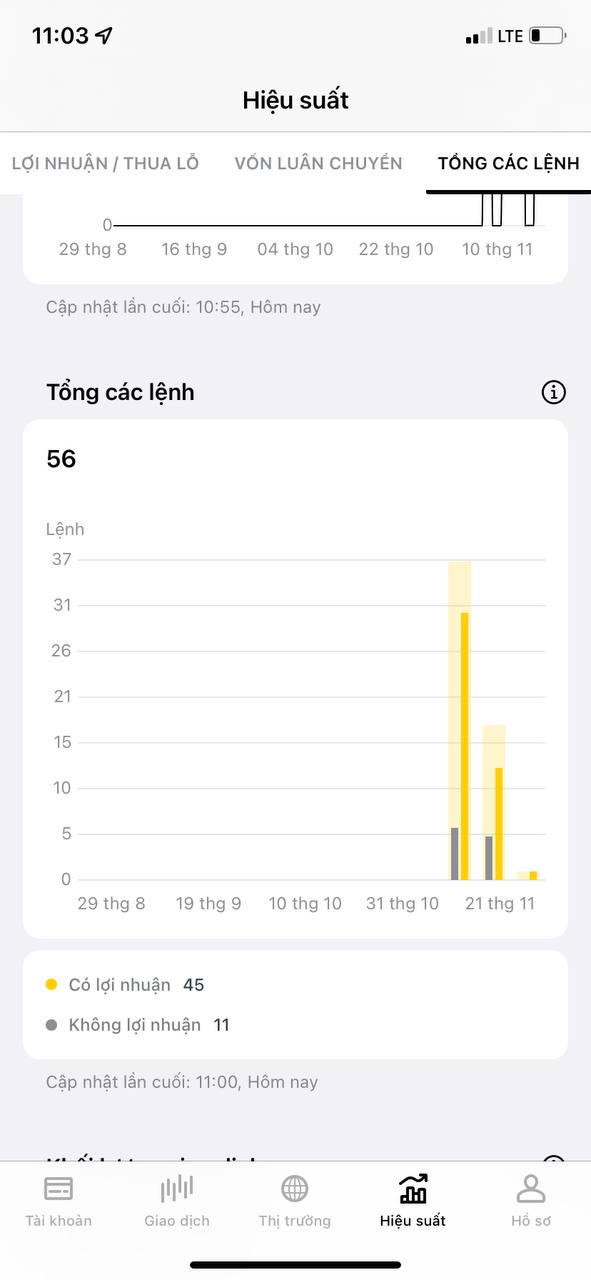 11:03
LTE
Hiệu suất
LỢI NHUẬN / THUA LỖ
VỐN LUÂN CHUYỂN
TỔNG CÁC LỆNH
0
29 thg 8
16 thg 9
04 thg 10
22 thg 10
10 thg 11
Cập nhật lần cuối: 10:55, Hôm nay
Tổng các lệnh
56
Lệnh
37
31
26
21
15
10
5
0
29 thg 8
19 thg 9
10 thg 10
31 thg 10
21 thg 11
Có lợi nhuận 45
Không lợi nhuận 11
Cập nhật lần cuối: 11:00, Hôm nay
Tài khoản
Giao dịch
Thị trường
Hiệu suất
Hồ sơ